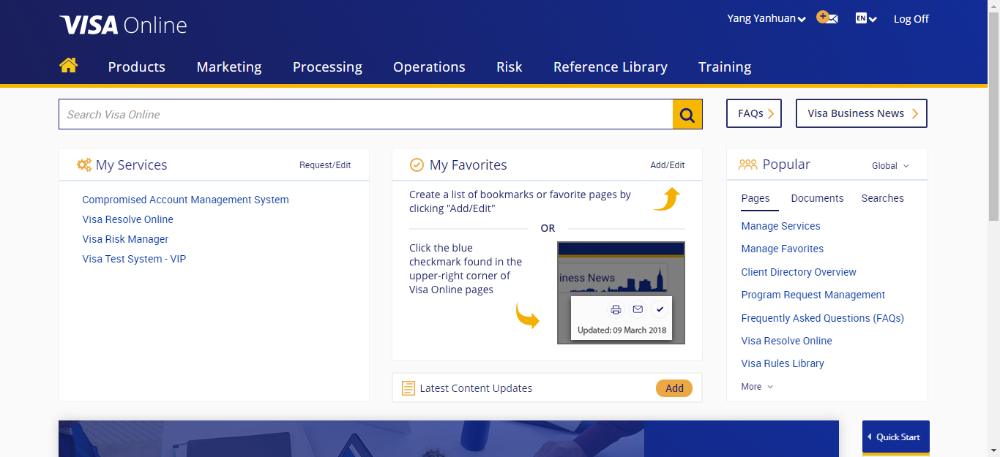 VISA Online
Yang Yanhuan
+
EN
Log Off
Products
Marketing
Processing
Operations
Risk
Reference Library
Training
Search Visa Online
FAQs
Visa Business News
My Services
Request/Edit
Compromised Account Management System
Visa Resolve Online
Visa Risk Manager
Visa Test System - VIP
My Favorites
Add/Edit
Create a list of bookmarks or favorite pages by
clicking "Add/Edit"
OR
Click the blue
checkmark found in the
upper-right corner of
Visa Online pages
iness News
Updated: 09 March 2018
Latest Content Updates
Add
Popular
Global
Pages
Documents
Searches
Manage Services
Manage Favorites
Client Directory Overview
Program Request Management
Frequently Asked Questions (FAQs)
Visa Resolve Online
Visa Rules Library
More
Quick Start